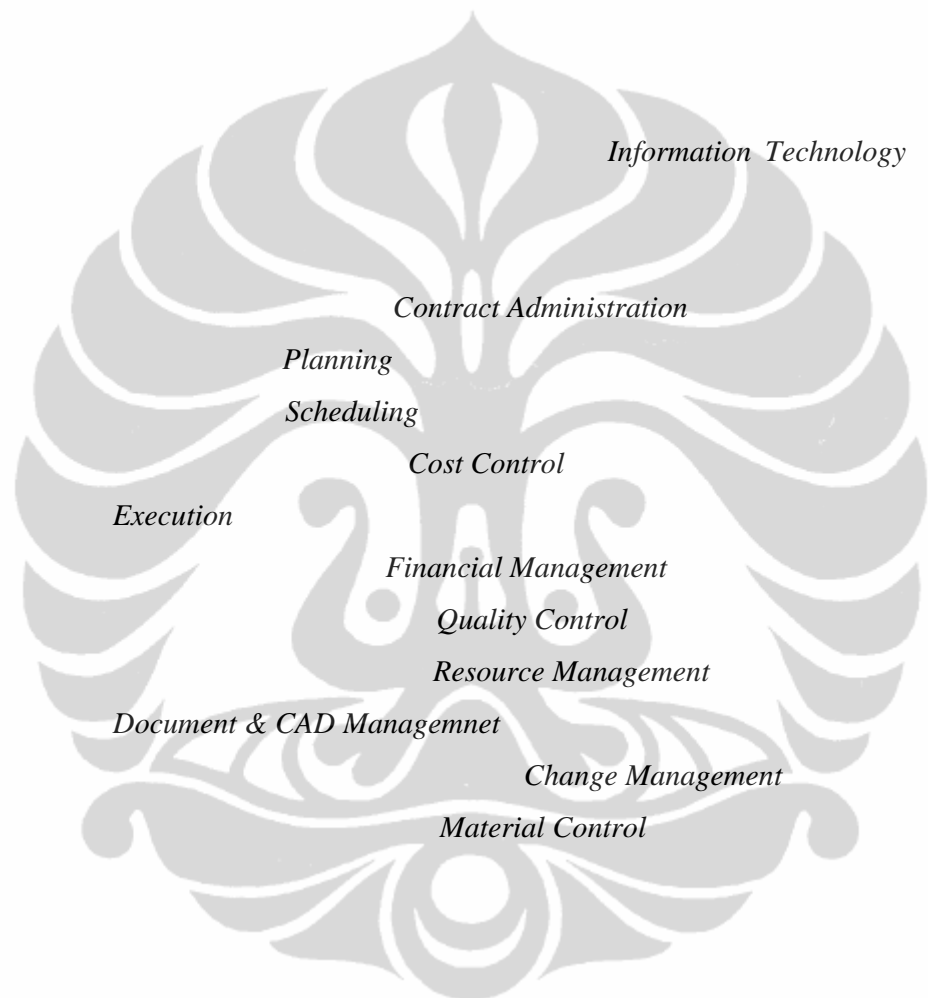 Information Technology
Contract Administration
Planning
Scheduling
Cost Control
Execution
Financial Management
Quality Control
Resource Management
Document & CAD Managemnet
Change Management
Material Control